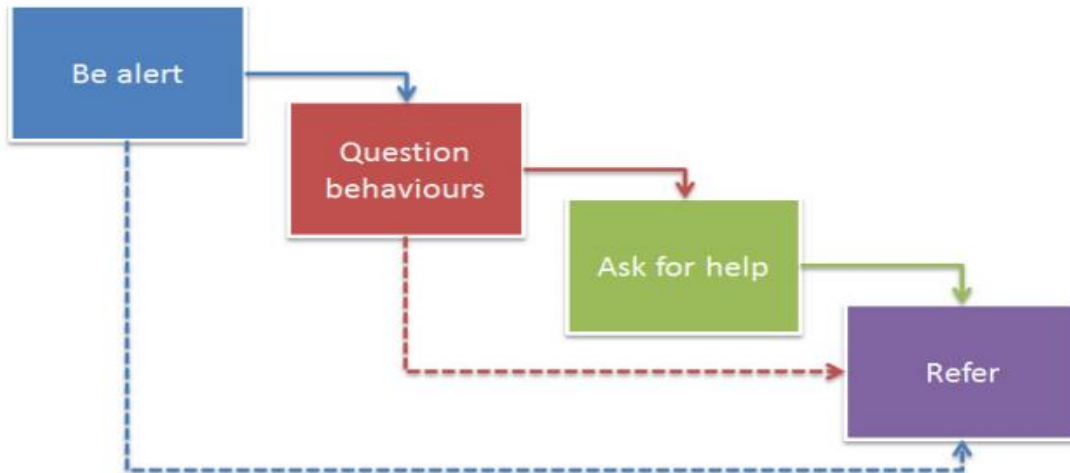 Be alert
Question
behaviours
Ask for help
Refer